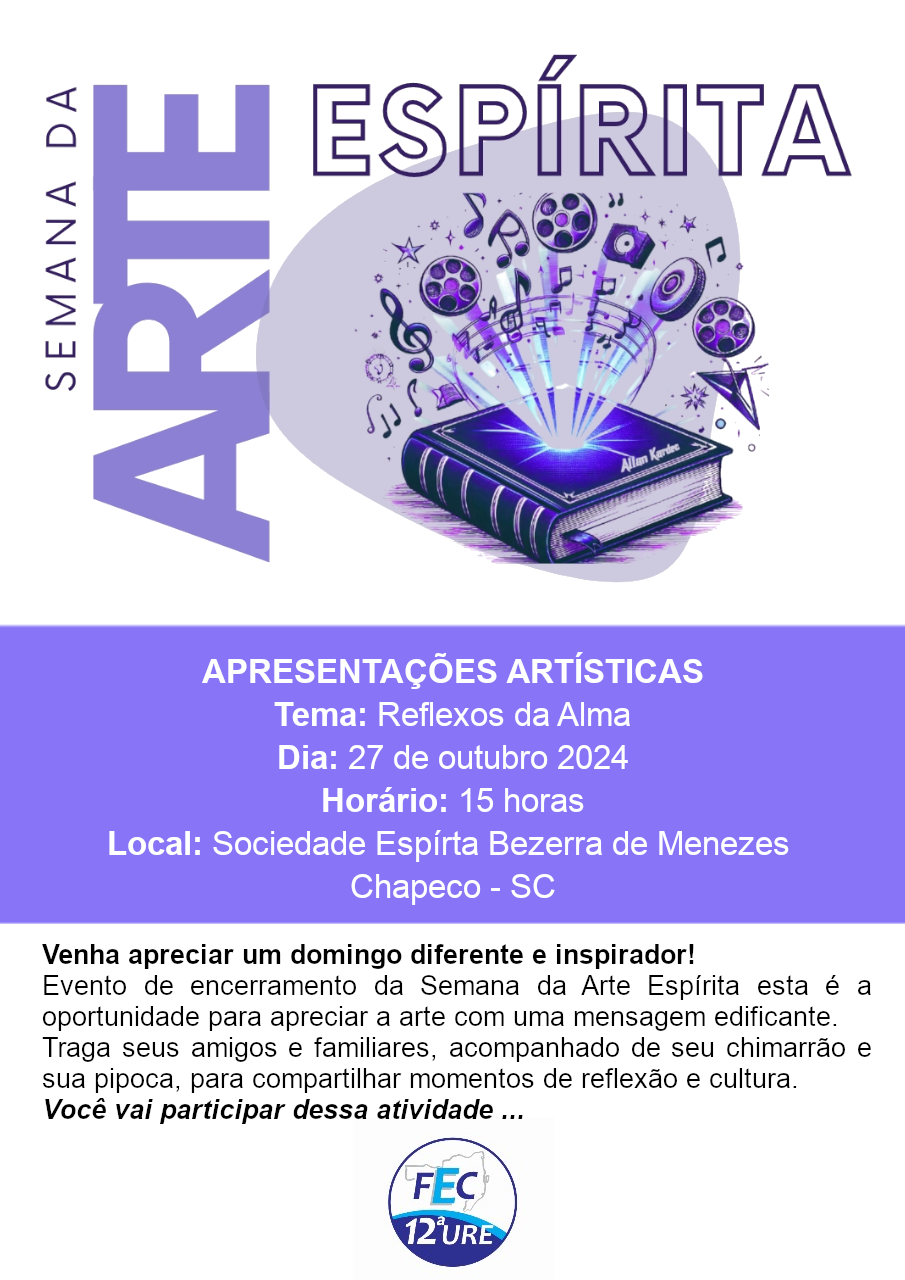 SEMANA DA
ARTE
ESPÍRITA
Allan Kardec
APRESENTAÇÕES ARTÍSTICAS
Tema: Reflexos da Alma
Dia: 27 de outubro 2024
Horário: 15 horas
Local: Sociedade Espírta Bezerra de Menezes
Chapeco - SC
Venha apreciar um domingo diferente e inspirador!
Evento de encerramento da Semana da Arte Espírita esta é a
oportunidade para apreciar a arte com uma mensagem edificante.
Traga seus amigos e familiares, acompanhado de seu chimarrão e
sua pipoca, para compartilhar momentos de reflexão e cultura.
Você vai participar dessa atividade ...
FEC
12ª URE